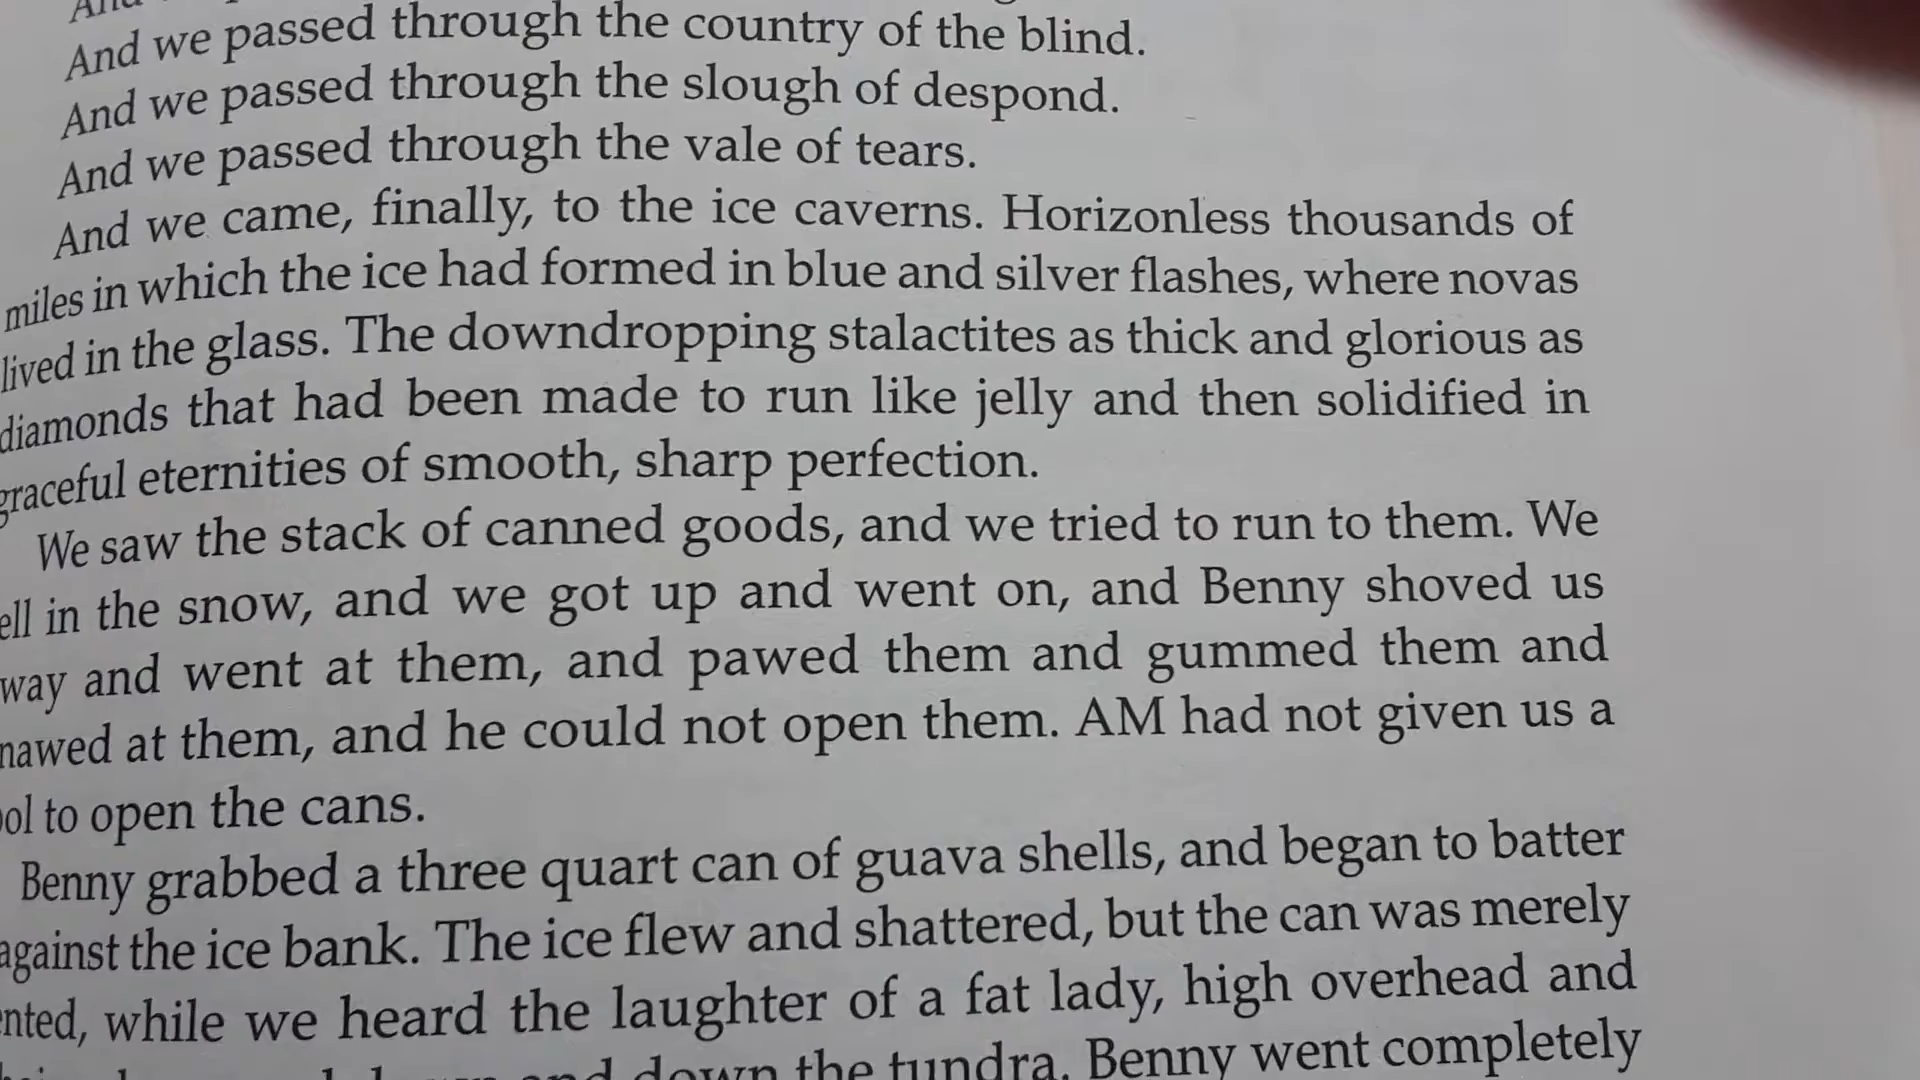 And we passed through the country of the blind.
And we passed through the slough of despond.
And we passed through the vale of tears.
And we came, finally, to the ice caverns. Horizonless thousands of
miles in which the ice had formed in blue and silver flashes, where novas
lived in the glass. The downdropping stalactites as thick and glorious as
diamonds that had been made to run like jelly and then solidified in
graceful eternities of smooth, sharp perfection.
We saw the stack of canned goods, and we tried to run to them. We
ell in the snow, and we got up and went on, and Benny shoved us
way and went at them, and pawed them and gummed them and
nawed at them, and he could not open them. AM had not given us a
ol to open the cans.
Benny grabbed a three quart can of guava shells, and began to batter
against the ice bank. The ice flew and shattered, but the can was merely
nted, while we heard the laughter of a fat lady, high overhead and
and down the tundra. Benny went completely